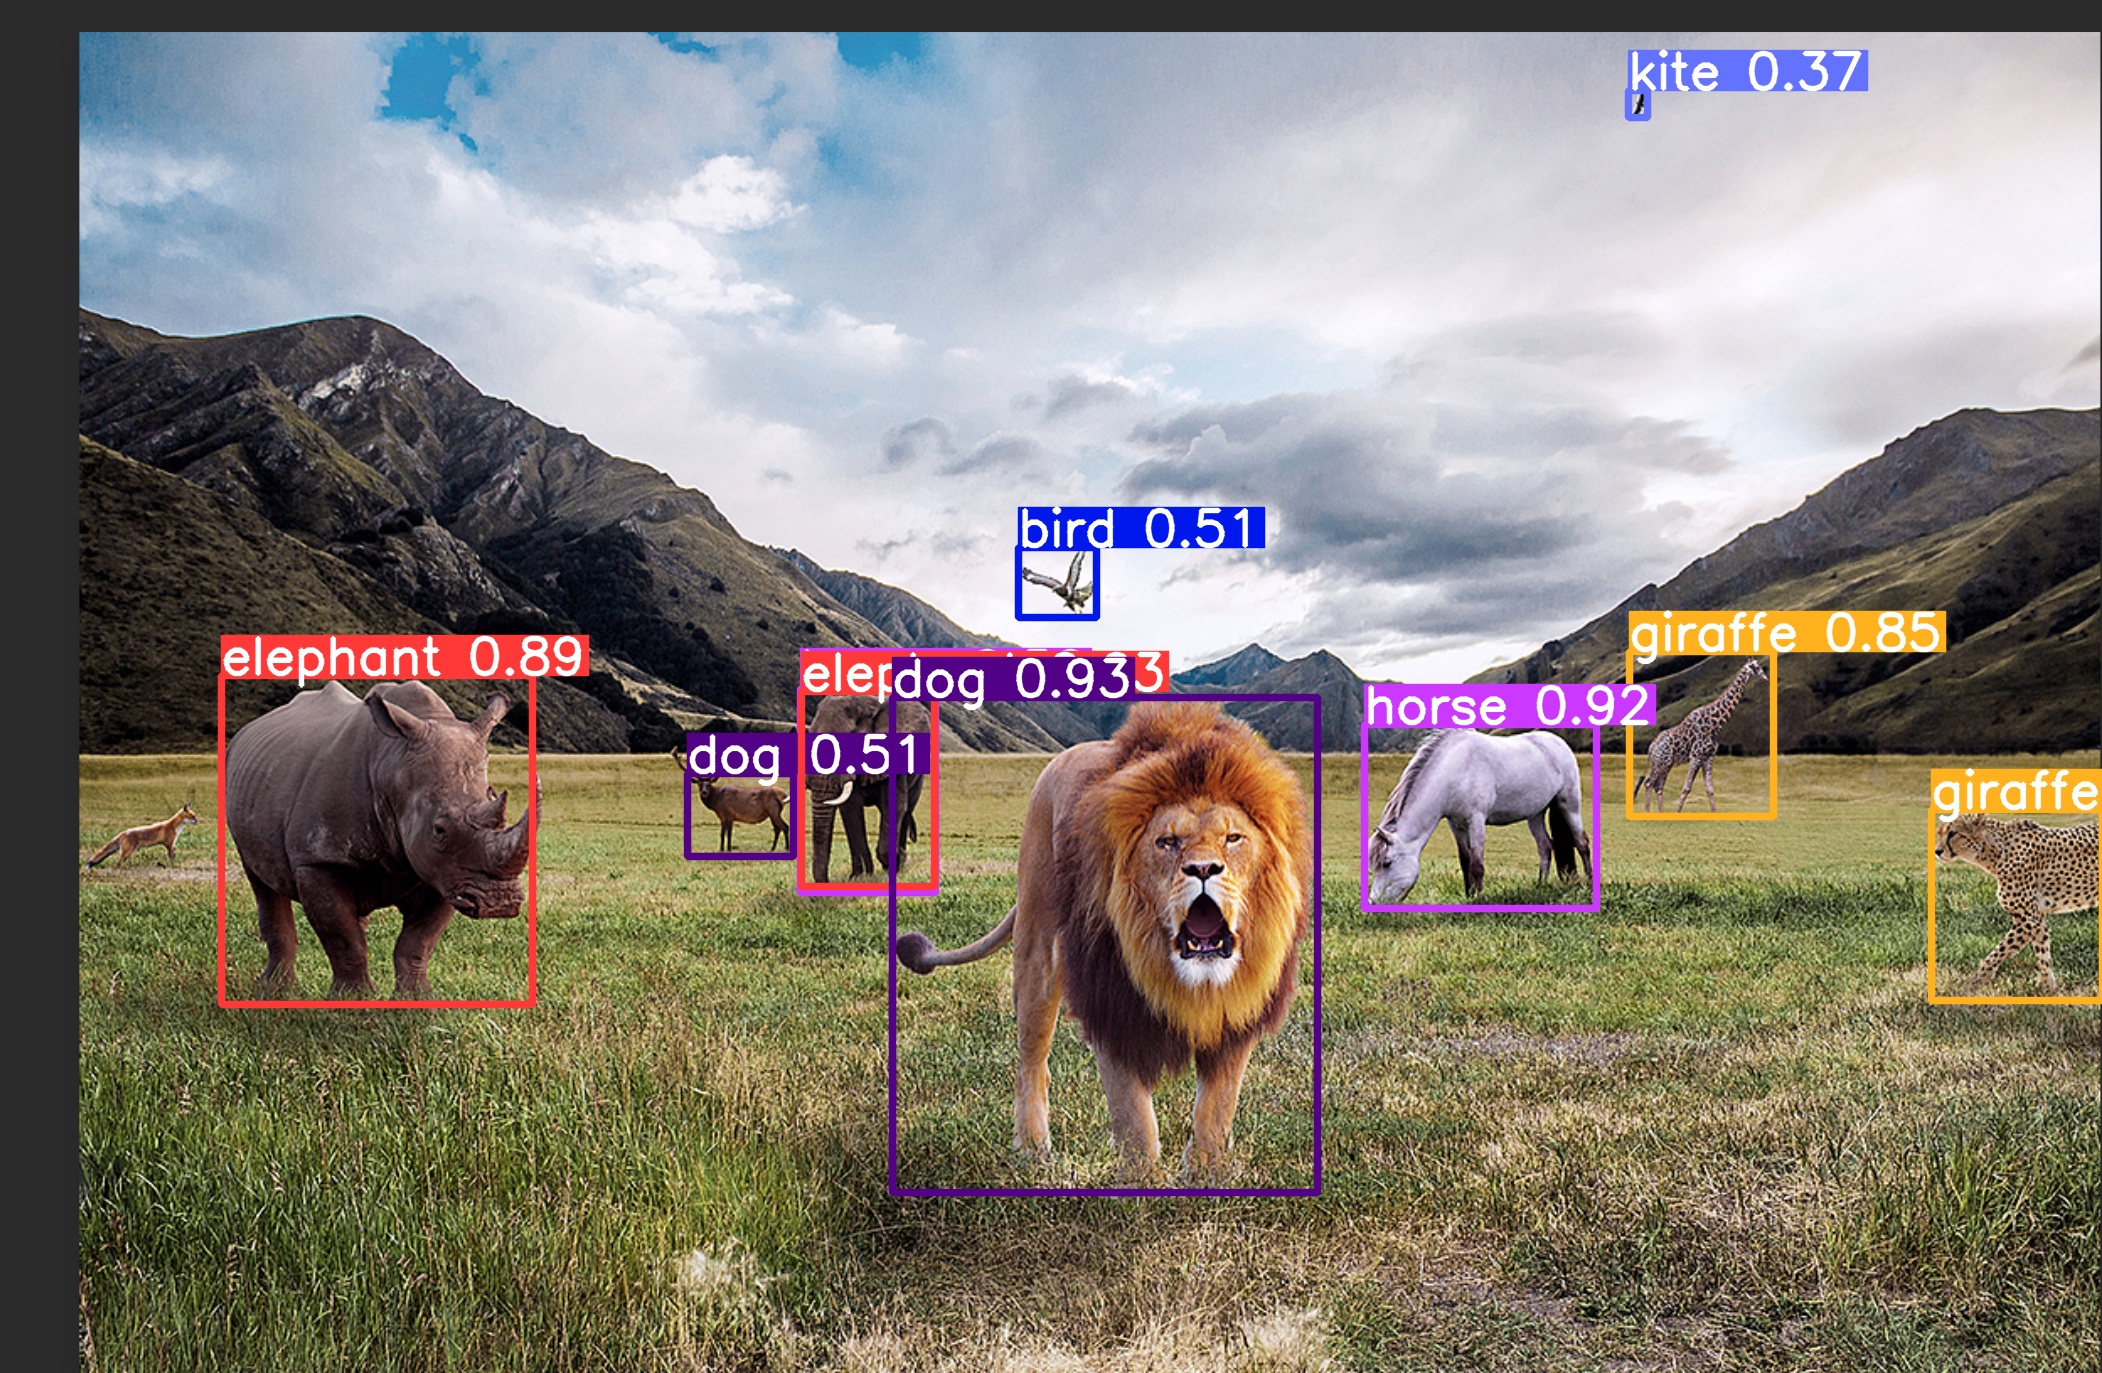 kite 0.37
bird 0.51
elephant 0.89
giraffe 0.85
dog 0.93
horse 0.92
dog 0.51
giraffe